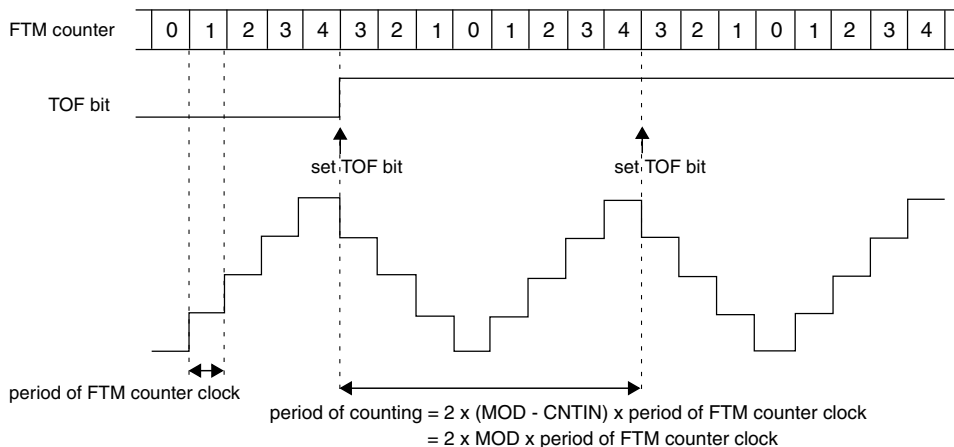 FTM counter 0 1 2 3 4 3 2 1 0 1 2 3 4 3 2 1 0 1 2 3 4
TOF bit
set TOF bit set TOF bit
period of FTM counter clock
period of counting = 2 x (MOD - CNTIN) x period of FTM counter clock
= 2 x MOD x period of FTM counter clock